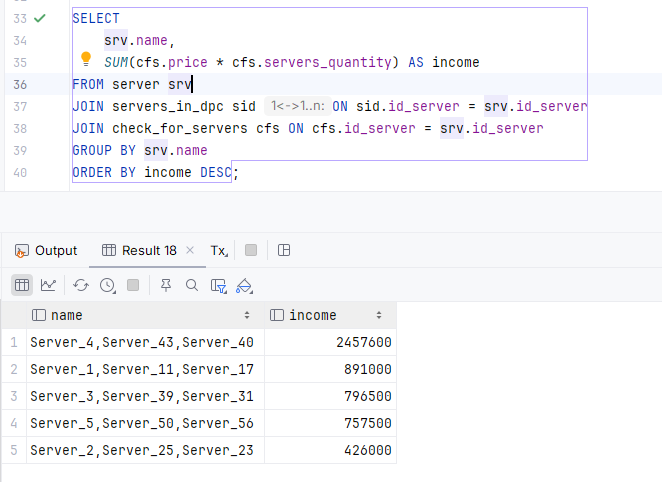 33 SELECT
34 srv.name,
35 SUM(cfs.price * cfs.servers_quantity) AS income
36 FROM server srv
37 JOIN servers_in_dpc sid 1<->1..n: ON sid.id_server = srv.id_server
38 JOIN check_for_servers cfs ON cfs.id_server = srv.id_server
39 GROUP BY srv.name
40 ORDER BY income DESC;
Output Result 18 × Tx
name income
1 Server_4,Server_43,Server_40 2457600
2 Server_1,Server_11,Server_17 891000
3 Server_3,Server_39,Server_31 796500
4 Server_5,Server_50,Server_56 757500
5 Server_2,Server_25,Server_23 426000